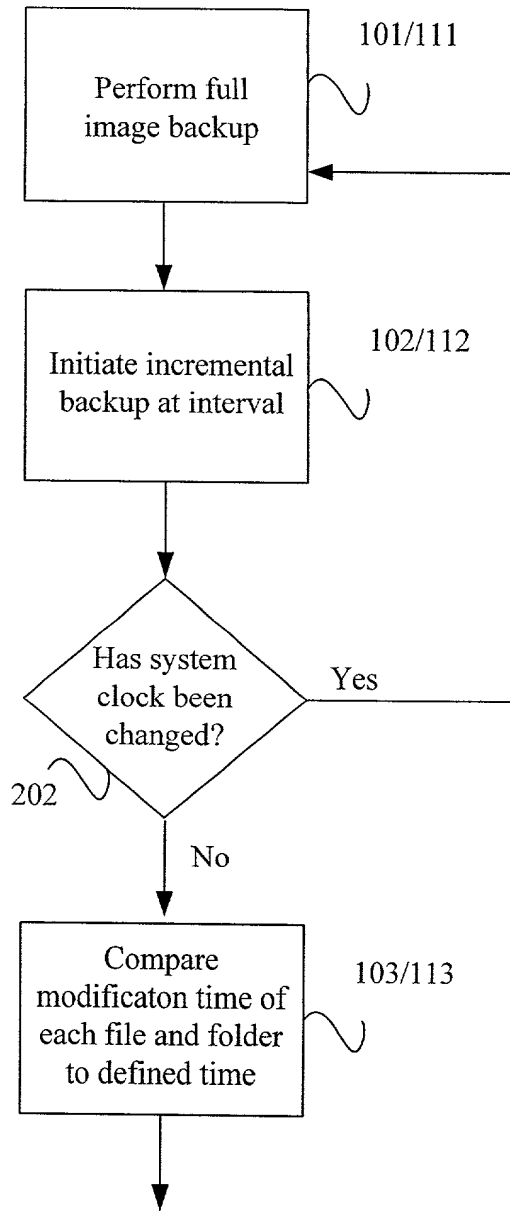 101/111
Perform full
image backup
102/112
Initiate incremental
backup at interval
Has system
clock been
changed?
Yes
202
No
Compare
modificaton time of
each file and folder
to defined time
103/113